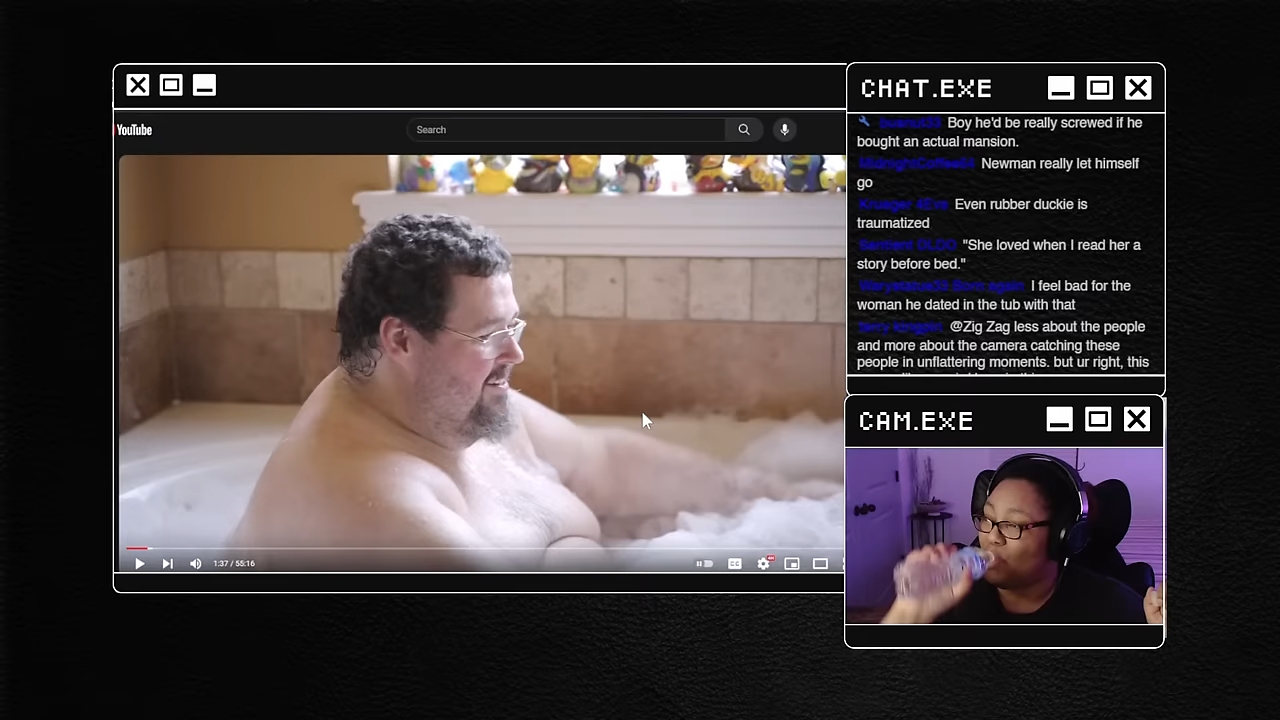 CHAT.EXE
YouTube
Search
Boy he'd be really screwed if he
bought an actual mansion.
Newman really let himself
go
Even rubber duckie is
traumatized
"She loved when I read her a
story before bed."
I feel bad for the
woman he dated in the tub with that
@Zig Zag less about the people
and more about the camera catching these
people in unflattering moments. but ur right, this
CAM.EXE
1:37 / 55:16